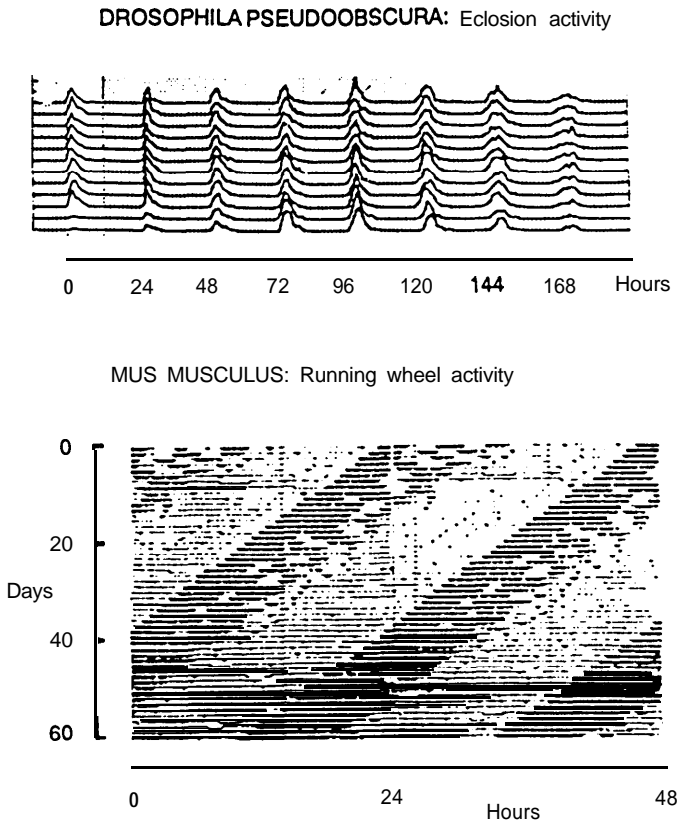 DROSOPHILA PSEUDOOBSCURA: Eclosion activity
0 24 48 72 96 120 144 168 Hours
MUS MUSCULUS: Running wheel activity
0
20
Days
40
60
0 24 48
Hours